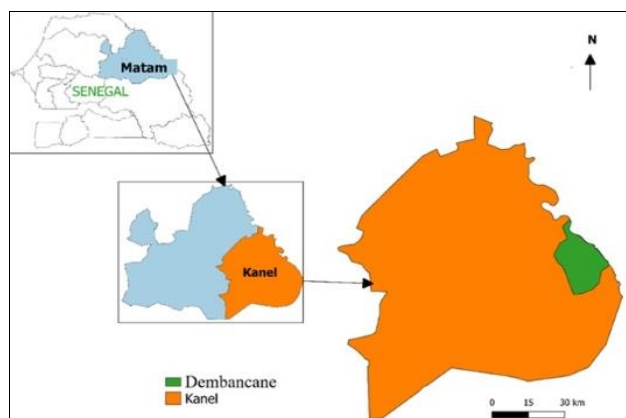 Matam
SENEGAL
N
Kanel
Dembancane
Kanel
0 15 30 km